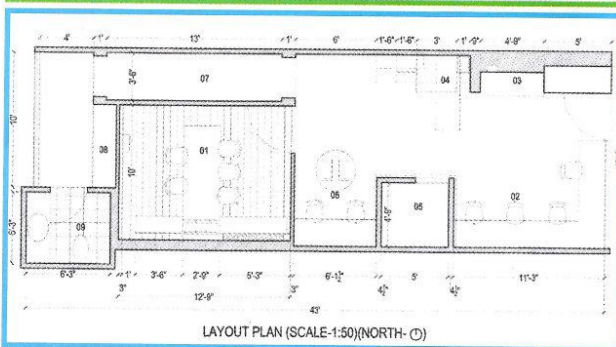 4' 1' 13" 1' 6' 1'-6" 1'-6" 3' 1' -9" 4'-9" 5'
10' 3'-6" 07 04 03
08 01 10'
06 05 02
4'-9"
6'-3" 09
6'-3" 1' 3'-6" 2'-9" 5'-3" 6'-1½" 5' 11'-3"
3" 12'-9" 3" 4½" 4½"
43'
LAYOUT PLAN (SCALE-1:50)(NORTH- )